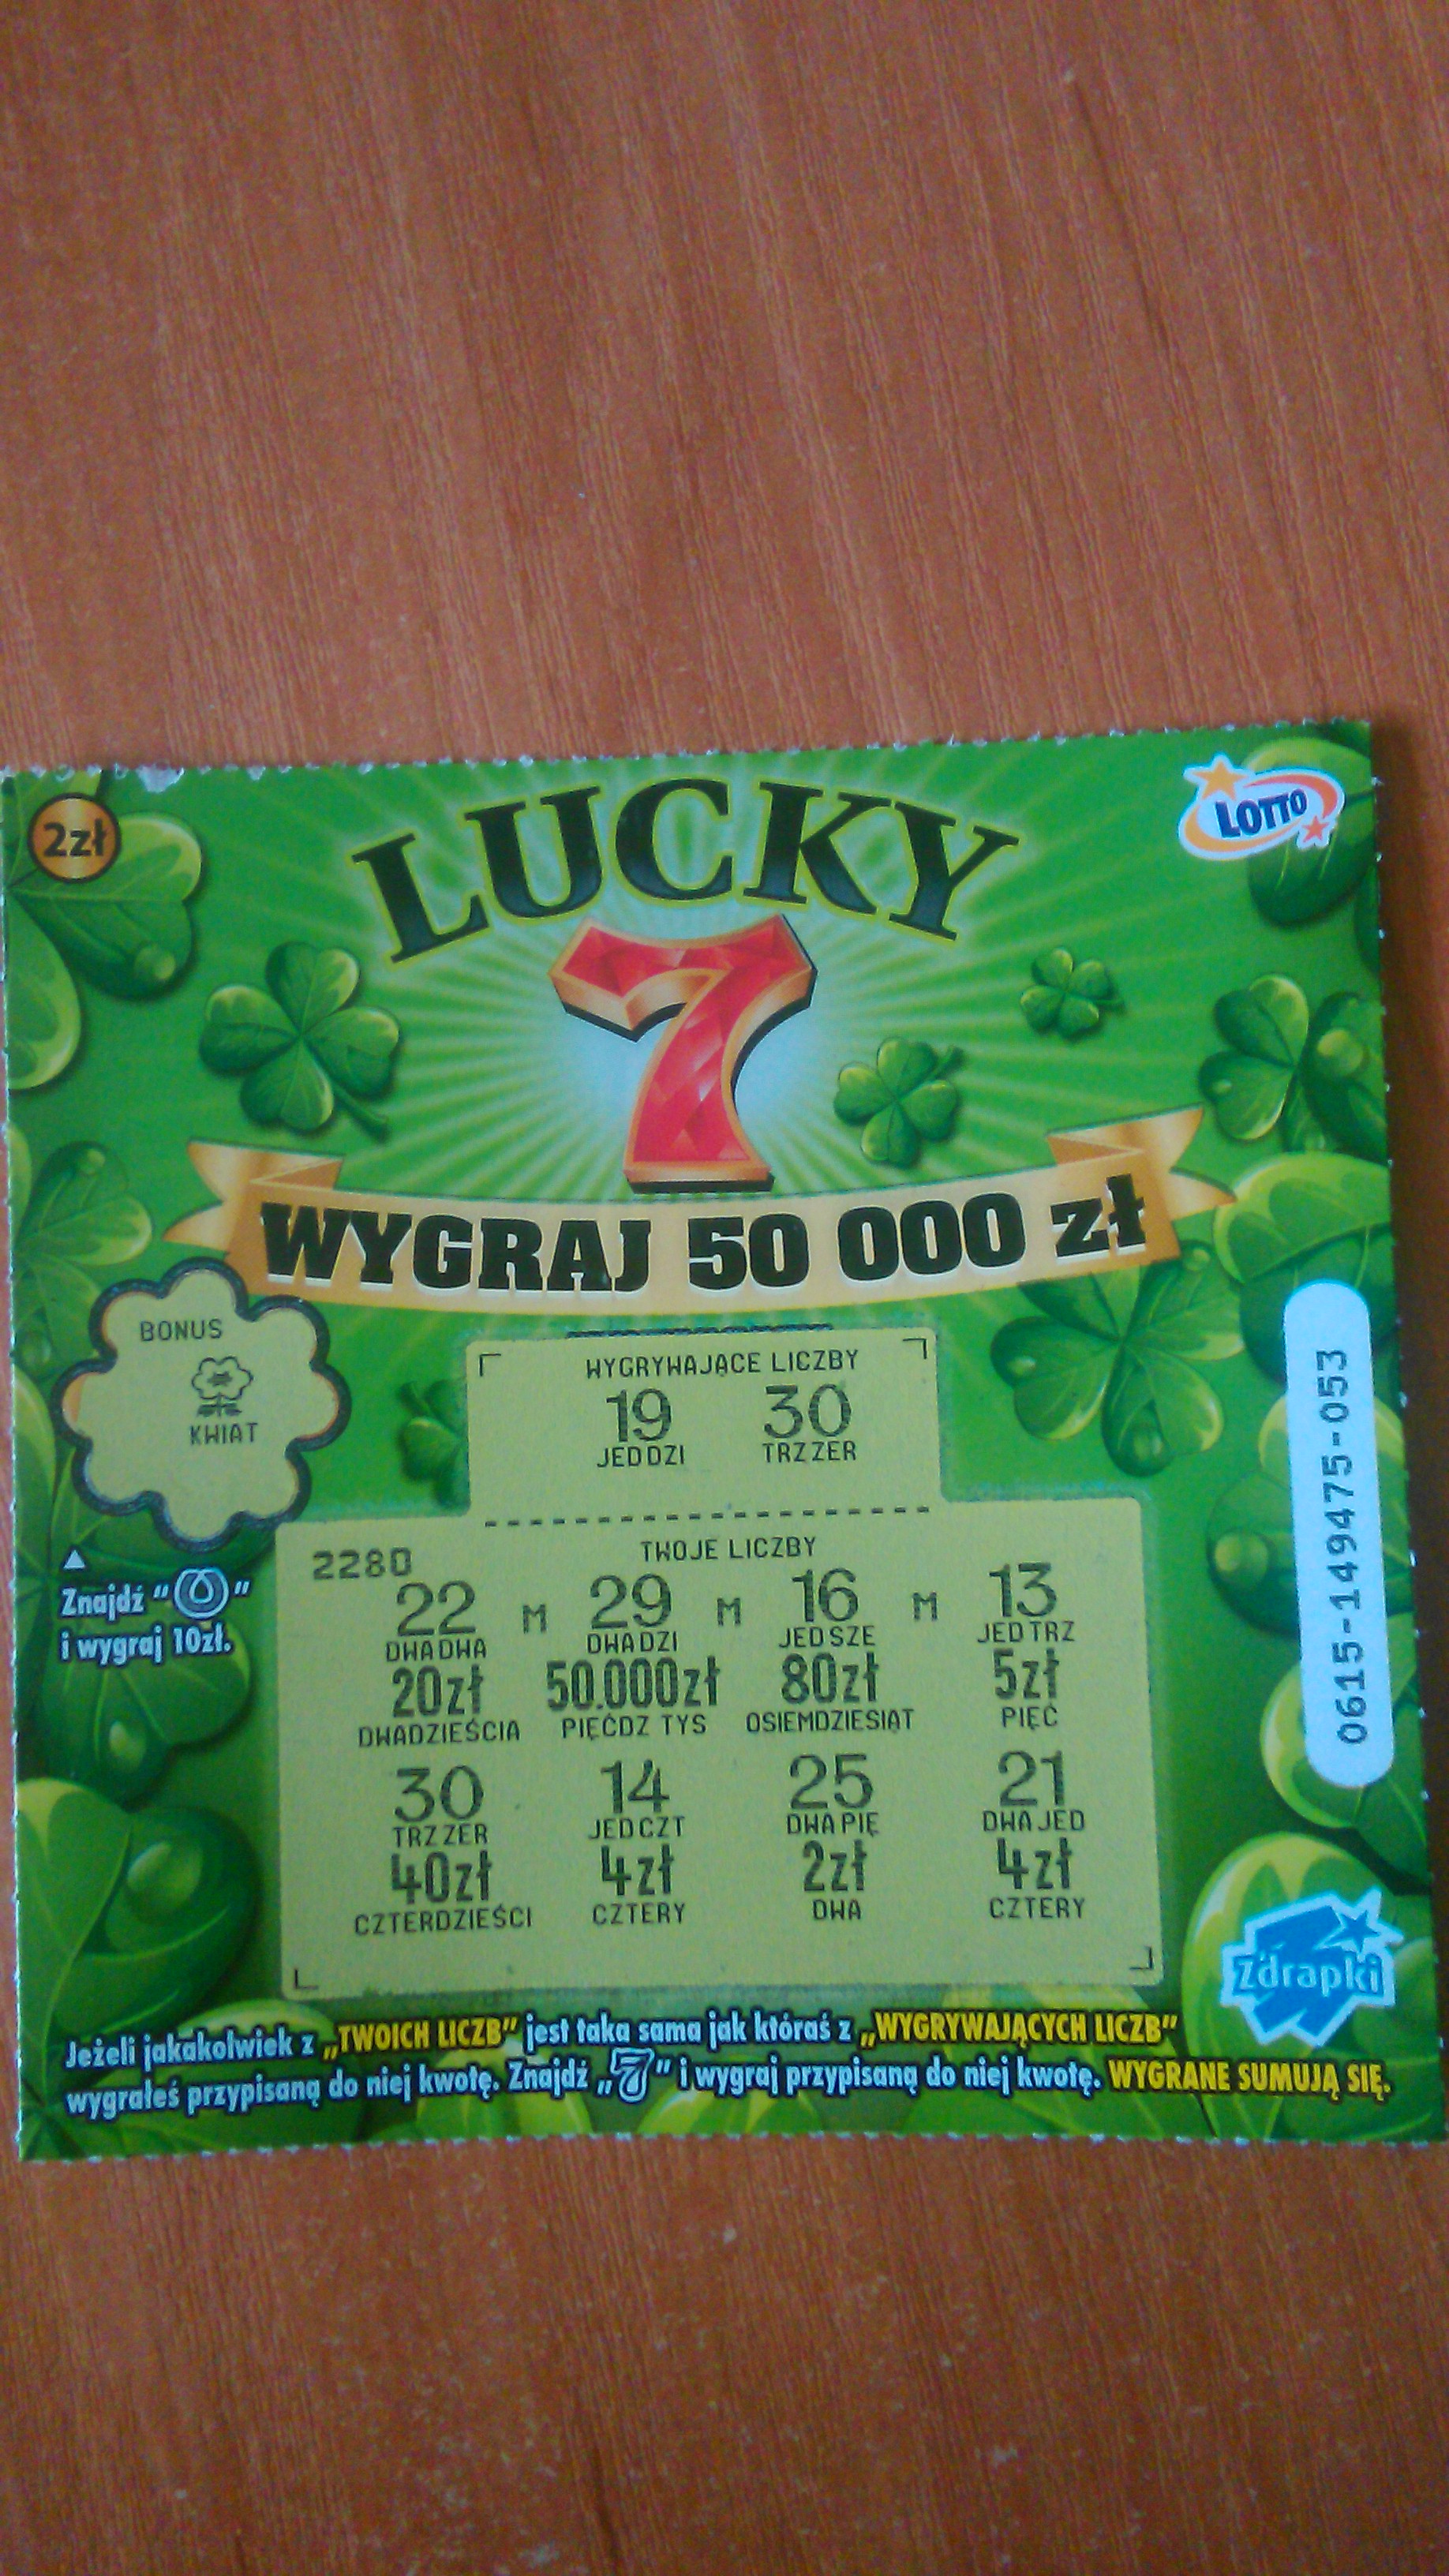 2zł
LUCKY
LOTTO
7
WYGRAJ 50 000 zł
BONUS
KWIAT
Znajdź „ ”
i wygraj 10zł.
WYGRYWAJĄCE LICZBY
19 30
JEDDZI TRZZER
2280
TWOJE LICZBY
22 M 29 M 16 M 13
DWADWA DWADZI JEDSZE JEDTRZ
20zł 50.000zł 80zł 5zł
DWADZIEŚCIA PIĘĆDZ TYS OSIEMDZIESIĄT PIĘĆ
30 14 25 21
TRZZER JEDCZT DWAPIĘ DWAJED
40zł 4zł 2zł 4zł
CZTERDZIEŚCI CZTERY DWA CZTERY
0615-149475-053
Zdrapki
Jeżeli jakakolwiek z „TWOICH LICZB” jest taka sama jak któraś z „WYGRYWAJĄCYCH LICZB”
wygrałeś przypisaną do niej kwotę. Znajdź „7” i wygraj przypisaną do niej kwotę. WYGRANE SUMUJĄ SIĘ.